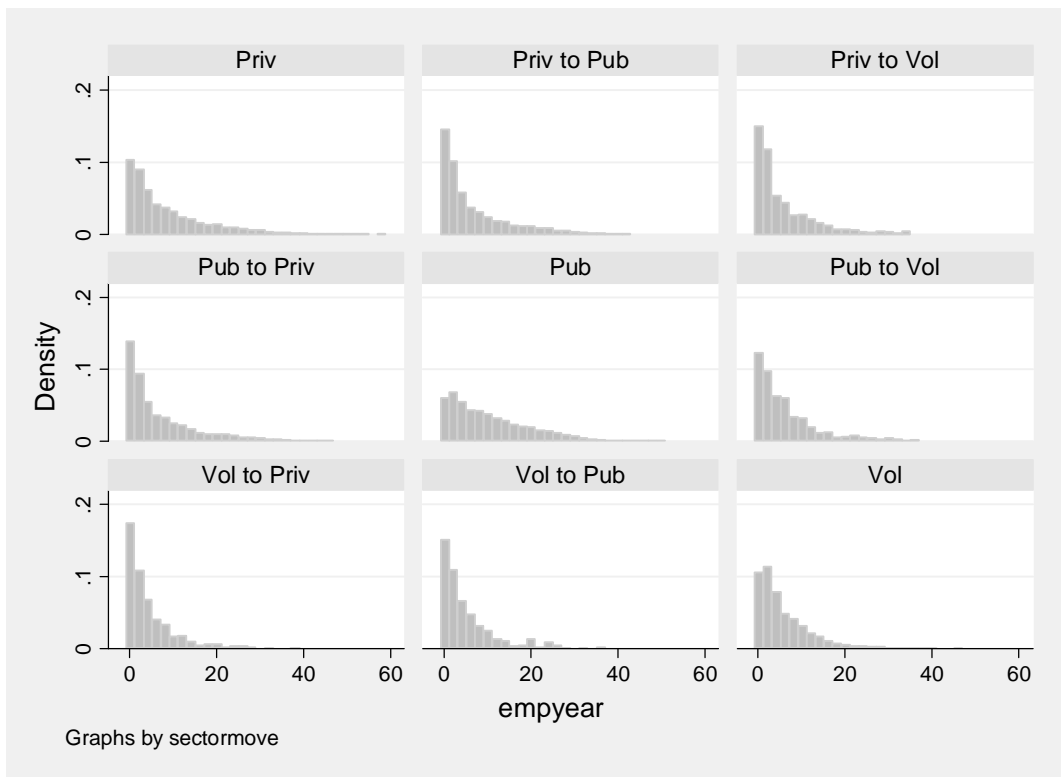 Priv
Priv to Pub
Priv to Vol
Pub to Priv
Pub
Pub to Vol
Vol to Priv
Vol to Pub
Vol
0 .1 .2
0 .1 .2
0 .1 .2
0 20 40 60
0 20 40 60
0 20 40 60
Density
empyear
Graphs by sectormove